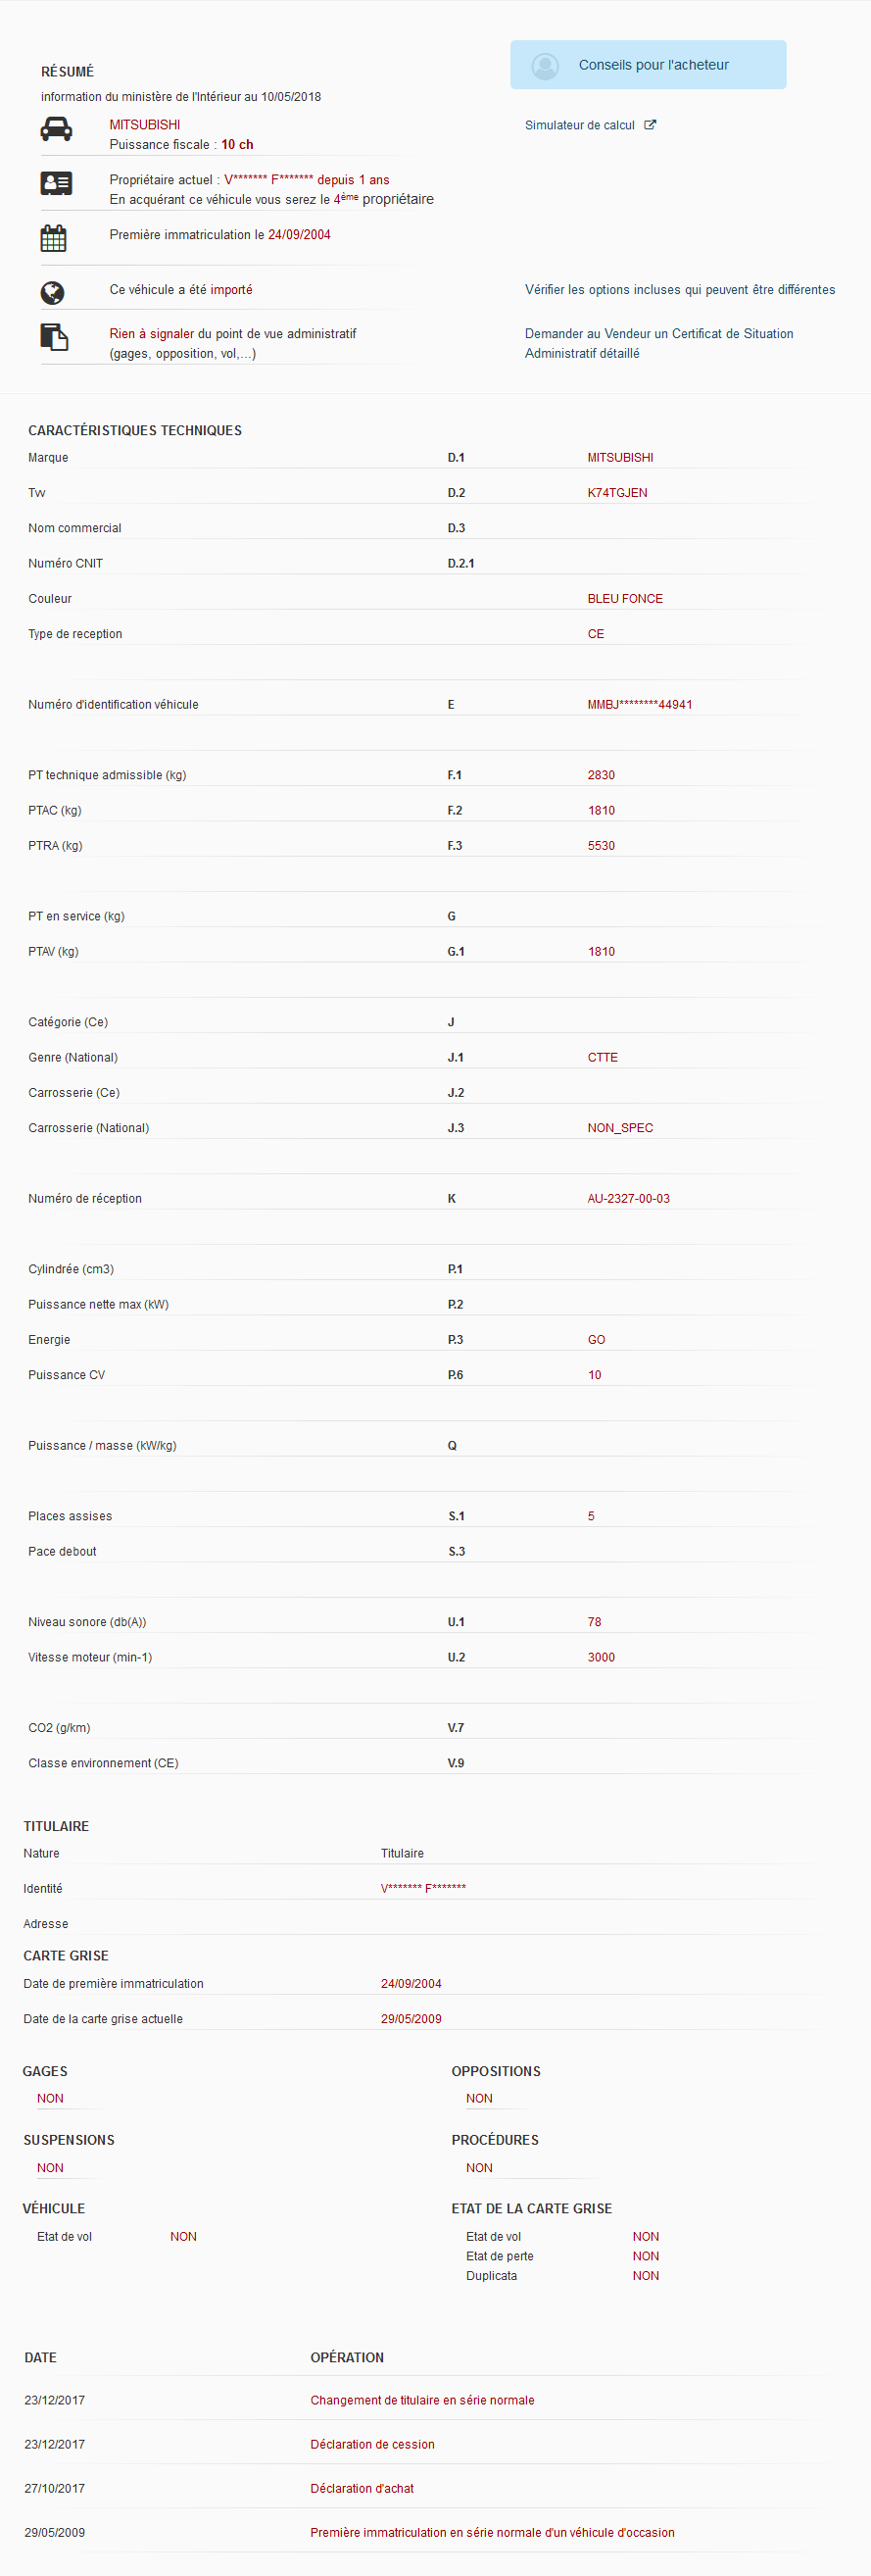 RÉSUMÉ
information du ministère de l'Intérieur au 10/05/2018
Conseils pour l'acheteur
MITSUBISHI
Puissance fiscale : 10 ch
Simulateur de calcul
Propriétaire actuel : V******* F******* depuis 1 ans
En acquérant ce véhicule vous serez le 4ème propriétaire
Première immatriculation le 24/09/2004
Ce véhicule a été importé
Vérifier les options incluses qui peuvent être différentes
Rien à signaler du point de vue administratif
(gages, opposition, vol,...)
Demander au Vendeur un Certificat de Situation
Administratif détaillé
CARACTÉRISTIQUES TECHNIQUES
Marque D.1 MITSUBISHI
Tvv D.2 K74TGJEN
Nom commercial D.3
Numéro CNIT D.2.1
Couleur BLEU FONCE
Type de reception CE
Numéro d'identification véhicule E MMBJ********44941
PT technique admissible (kg) F.1 2830
PTAC (kg) F.2 1810
PTRA (kg) F.3 5530
PT en service (kg) G
PTAV (kg) G.1 1810
Catégorie (Ce) J
Genre (National) J.1 CTTE
Carrosserie (Ce) J.2
Carrosserie (National) J.3 NON_SPEC
Numéro de réception K AU-2327-00-03
Cylindrée (cm3) P.1
Puissance nette max (kW) P.2
Energie P.3 GO
Puissance CV P.6 10
Puissance / masse (kW/kg) Q
Places assises S.1 5
Pace debout S.3
Niveau sonore (db(A)) U.1 78
Vitesse moteur (min-1) U.2 3000
CO2 (g/km) V.7
Classe environnement (CE) V.9
TITULAIRE
Nature Titulaire
Identité V******* F*******
Adresse
CARTE GRISE
Date de première immatriculation 24/09/2004
Date de la carte grise actuelle 29/05/2009
GAGES
NON
OPPOSITIONS
NON
SUSPENSIONS
NON
PROCÉDURES
NON
VÉHICULE
Etat de vol NON
ETAT DE LA CARTE GRISE
Etat de vol NON
Etat de perte NON
Duplicata NON
DATE OPÉRATION
23/12/2017 Changement de titulaire en série normale
23/12/2017 Déclaration de cession
27/10/2017 Déclaration d'achat
29/05/2009 Première immatriculation en série normale d'un véhicule d'occasion